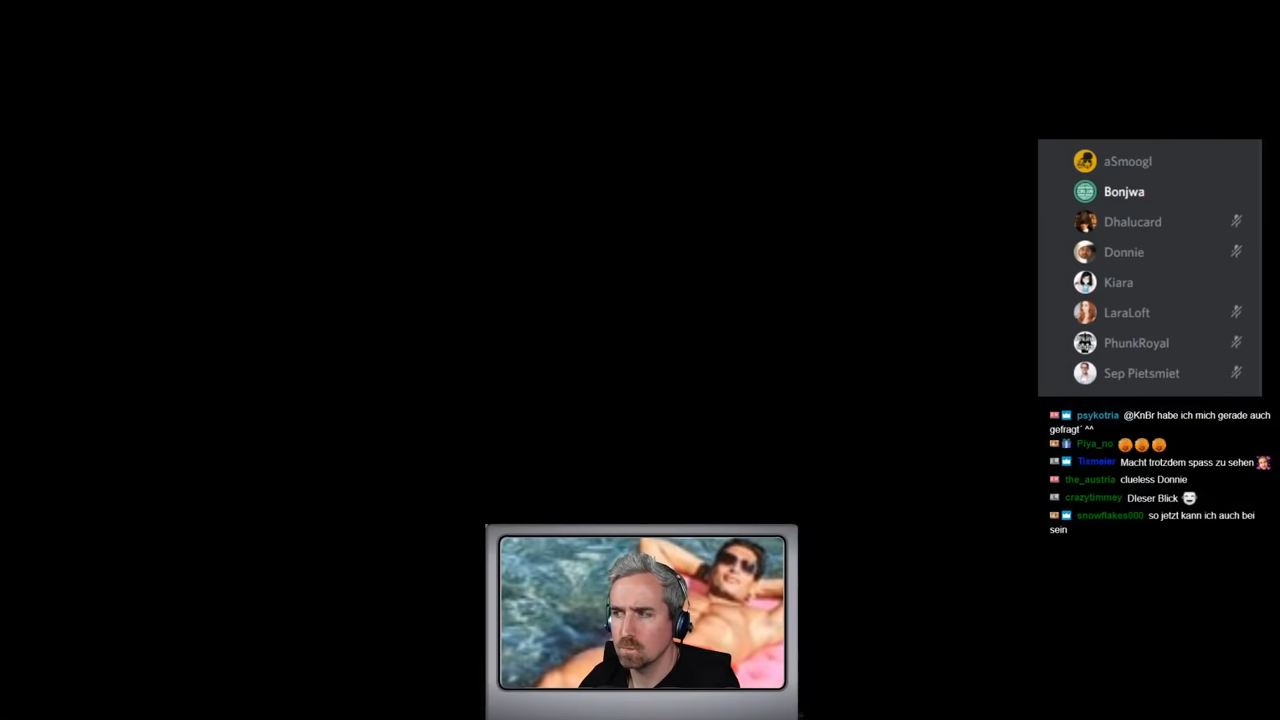 aSmoogl
Bonjwa
Dhalucard
Donnie
Kiara
LaraLoft
PhunkRoyal
Sep Pietsmiet
psykotria @KnBr habe ich mich gerade auch
gefragt´ ^^
Piya_no
Tixmeier Macht trotzdem spass zu sehen
the_austria clueless Donnie
crazytimmey DIeser Blick
snowflakes000 so jetzt kann ich auch bei
sein